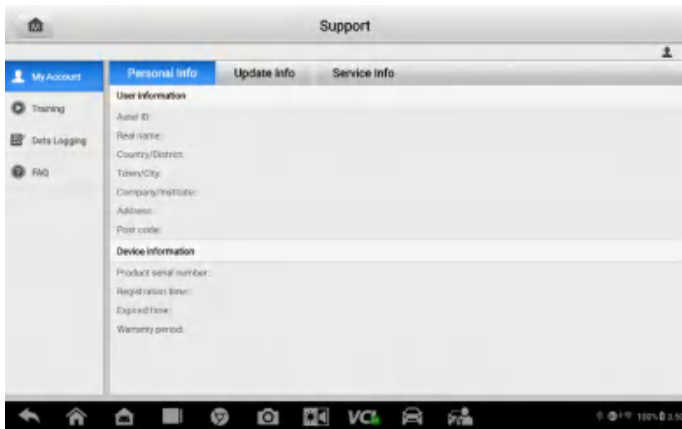 Support
My Account
Personal Info
Update Info
Service Info
User information
Training
Autel ID:
Real name:
Data Logging
Country/District:
Town/City:
FAQ
Company/Institute:
Address:
Post code:
Device information
Product serial number:
Registration time:
Expired time:
Warranty period:
VCI
100%